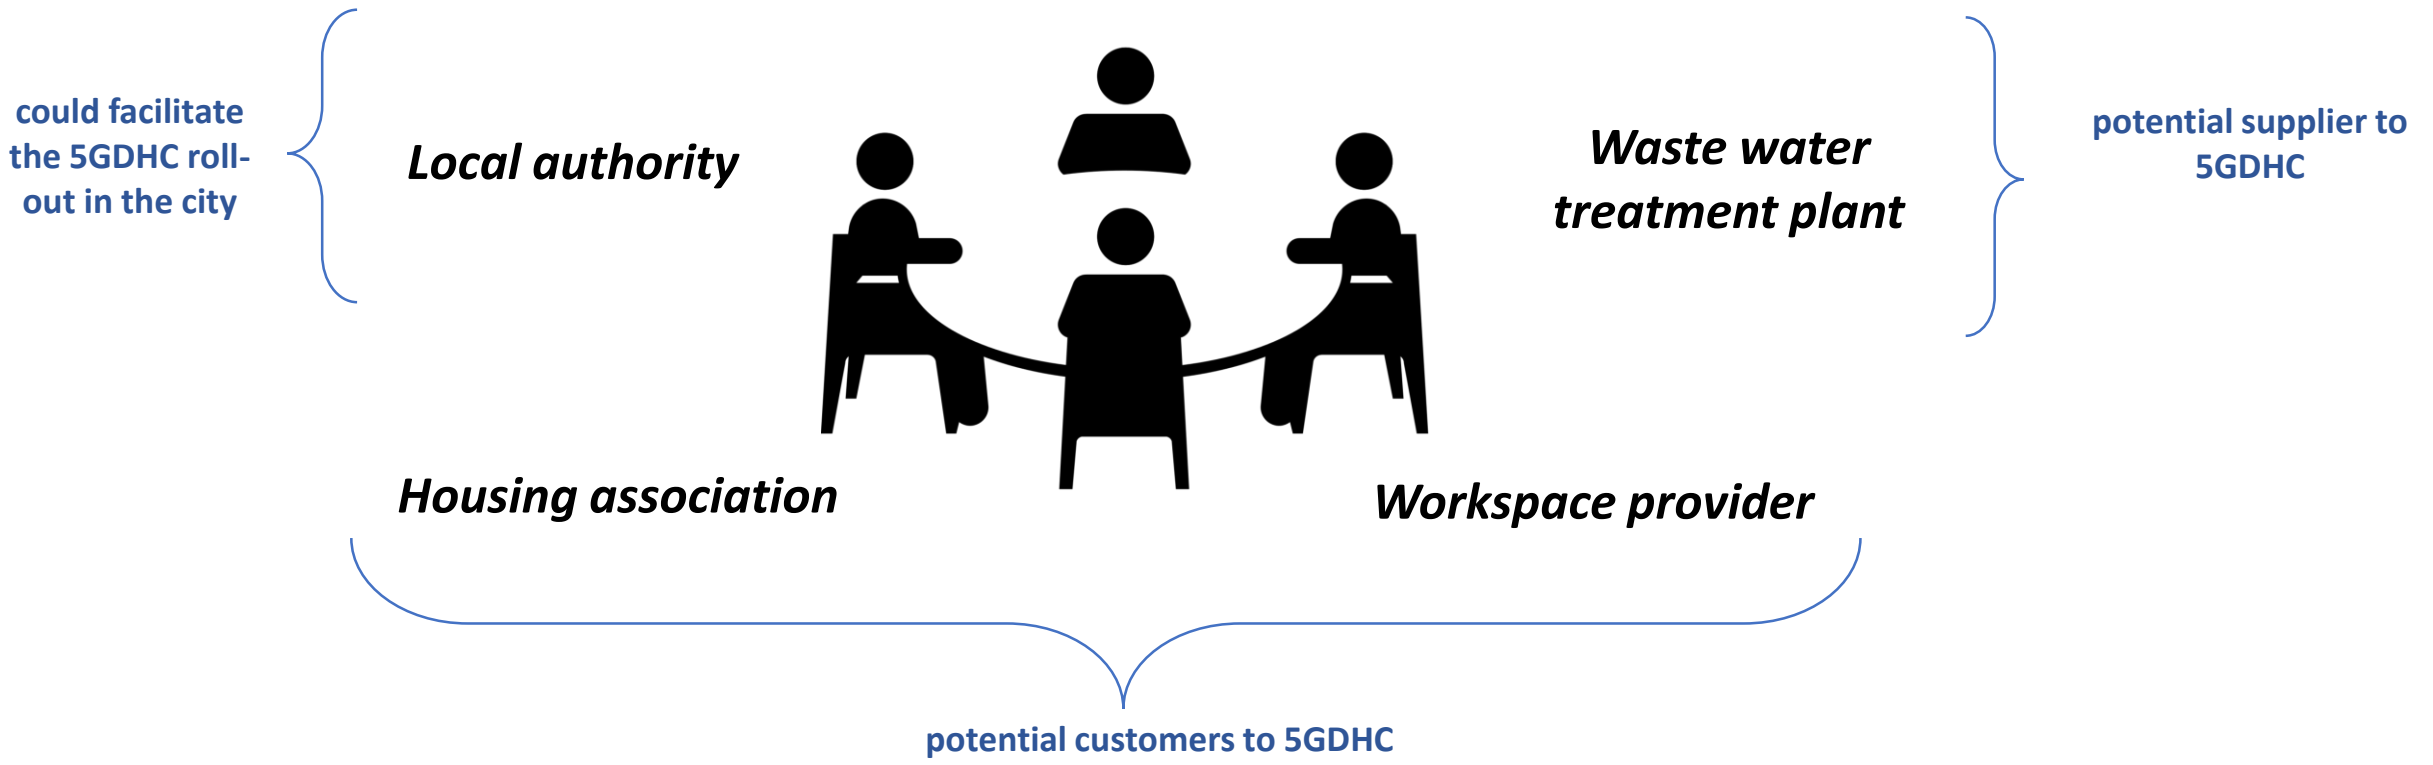 could facilitate
the 5GDHC roll-
out in the city
Local authority
Waste water
treatment plant
potential supplier to
5GDHC
Housing association
Workspace provider
potential customers to 5GDHC